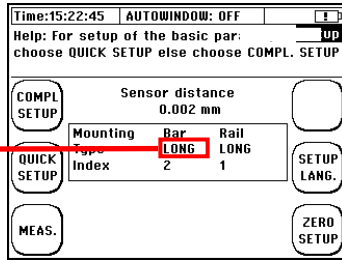 Time:15:22:45 AUTOWINDOW: OFF !
Help: For setup of the basic par: up
choose QUICK SETUP else choose COMPL. SETUP
COMPL SETUP
Sensor distance
0.002 mm
Mounting Bar Rail
Type LONG LONG
Index 2 1
QUICK SETUP
SETUP LANG.
MEAS.
ZERO SETUP